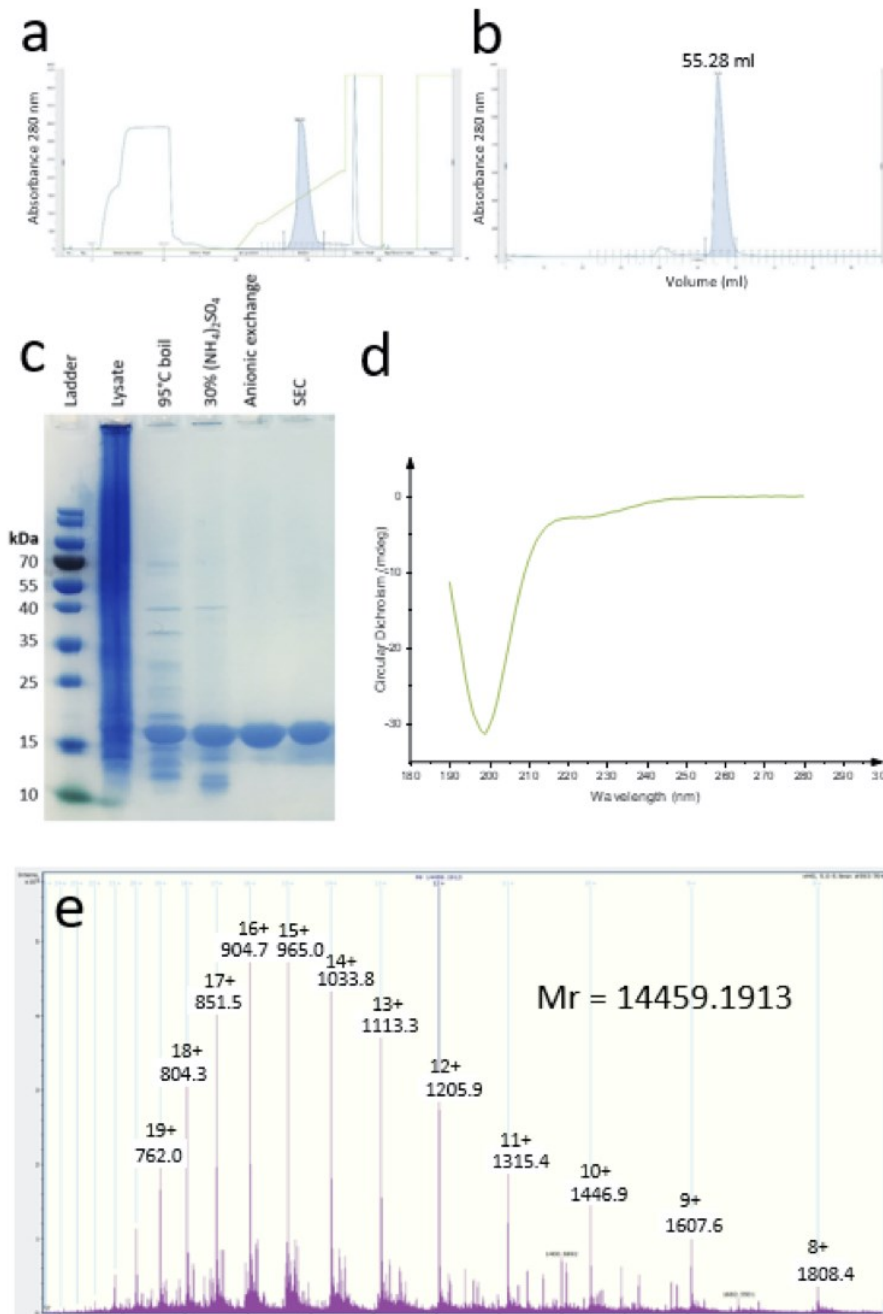 a
Absorbance 280 nm
b
55.28 ml
Absorbance 280 nm
Volume (ml)
c
Ladder
Lysate
95°C boil
30% (NH₄)₂SO₄
Anionic exchange
SEC
kDa
70
55
40
35
25
15
10
d
Circular Dichroism (mdeg)
0
-10
-20
-30
180 190 200 210 220 230 240 250 260 270 280 290 300
Wavelength (nm)
e
Mr = 14459.1913
19+
762.0
18+
804.3
17+
851.5
16+
904.7
15+
965.0
14+
1033.8
13+
1113.3
12+
1205.9
11+
1315.4
10+
1446.9
9+
1607.6
8+
1808.4